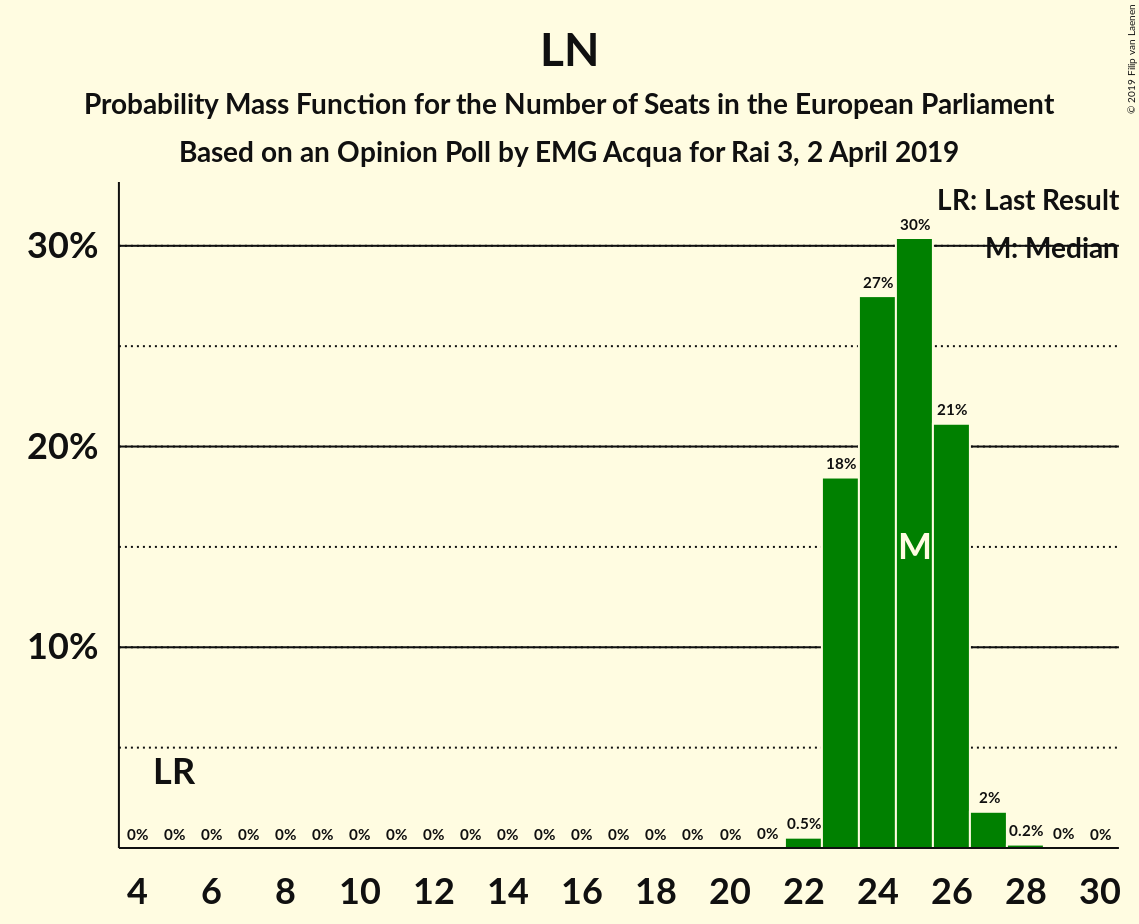 LN
Probability Mass Function for the Number of Seats in the European Parliament
Based on an Opinion Poll by EMG Acqua for Rai 3, 2 April 2019
© 2019 Filip van Laenen
LR: Last Result
M: Median
30%
20%
10%
30%
27%
21%
18%
M
LR
0% 0% 0% 0% 0% 0% 0% 0% 0% 0% 0% 0% 0% 0% 0% 0% 0% 0% 0.5% 2% 0.2% 0% 0%
4 6 8 10 12 14 16 18 20 22 24 26 28 30